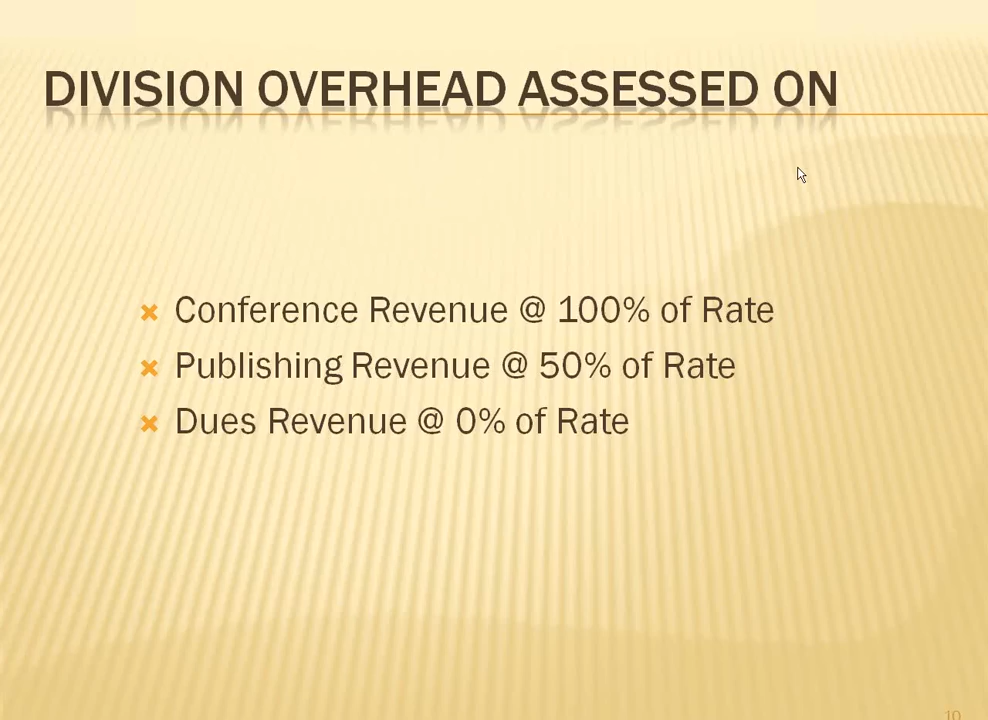 DIVISION OVERHEAD ASSESSED ON
Conference Revenue @ 100% of Rate
Publishing Revenue @ 50% of Rate
Dues Revenue @ 0% of Rate
10